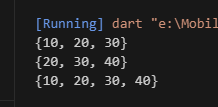 [Running] dart "e:\Mobil
{10, 20, 30}
{20, 30, 40}
{10, 20, 30, 40}